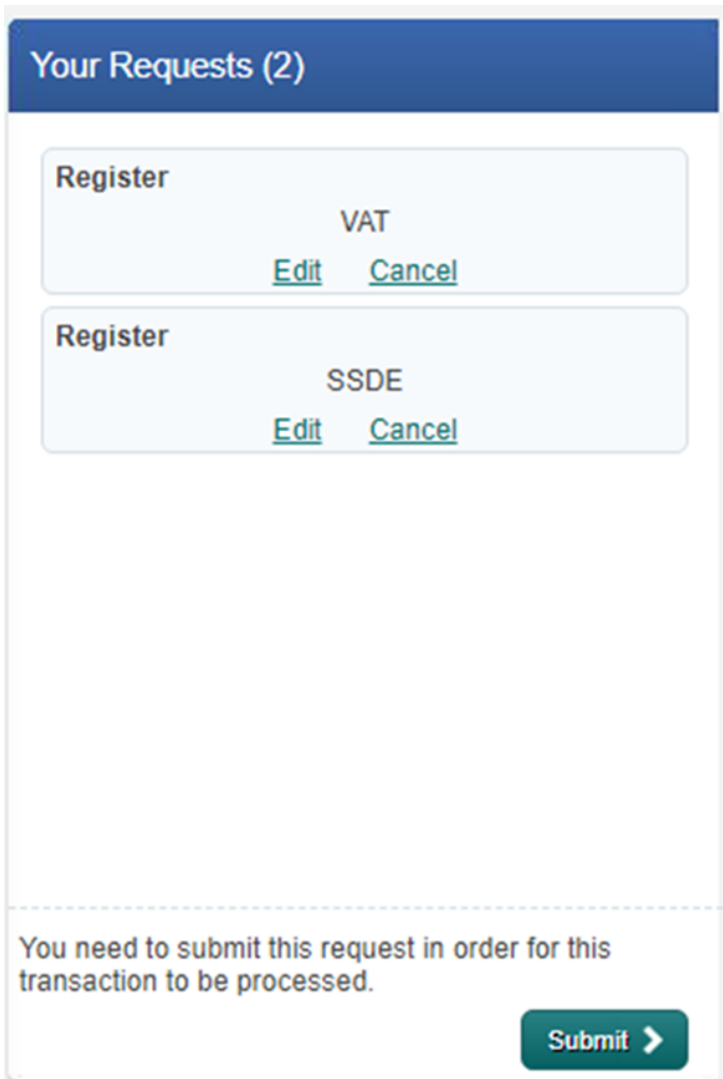 Your Requests (2)
Register
VAT
Edit Cancel
Register
SSDE
Edit Cancel
You need to submit this request in order for this
transaction to be processed.
Submit